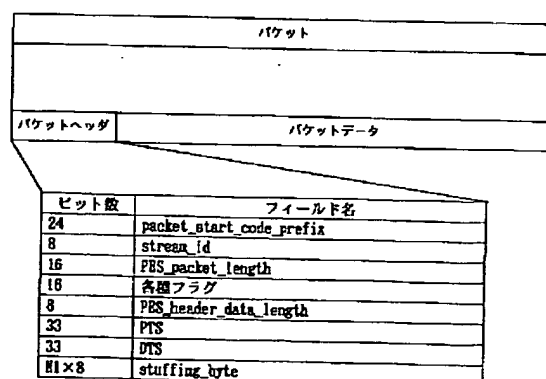 パケット
パケットヘッダ パケットデータ
ビット数 フィールド名
24 packet_start_code_prefix
8 stream_id
16 PES_packet_length
16 各種フラグ
8 PES_header_data_length
33 PTS
33 DTS
N1×8 stuffing_byte